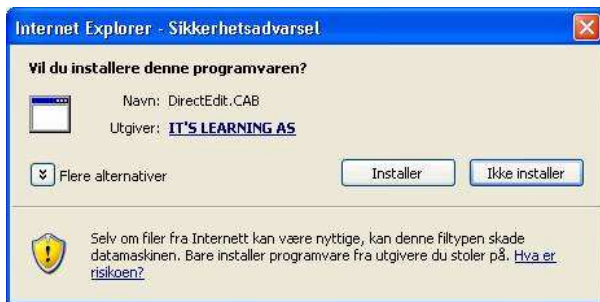 Internet Explorer - Sikkerhetsadvarsel
Vil du installere denne programvaren?
Navn: DirectEdit.CAB
Utgiver: IT'S LEARNING AS
Flere alternativer
Installer
Ikke installer
Selv om filer fra Internett kan være nyttige, kan denne filtypen skade
datamaskinen. Bare installer programvare fra utgivere du stoler på. Hva er
risikoen?